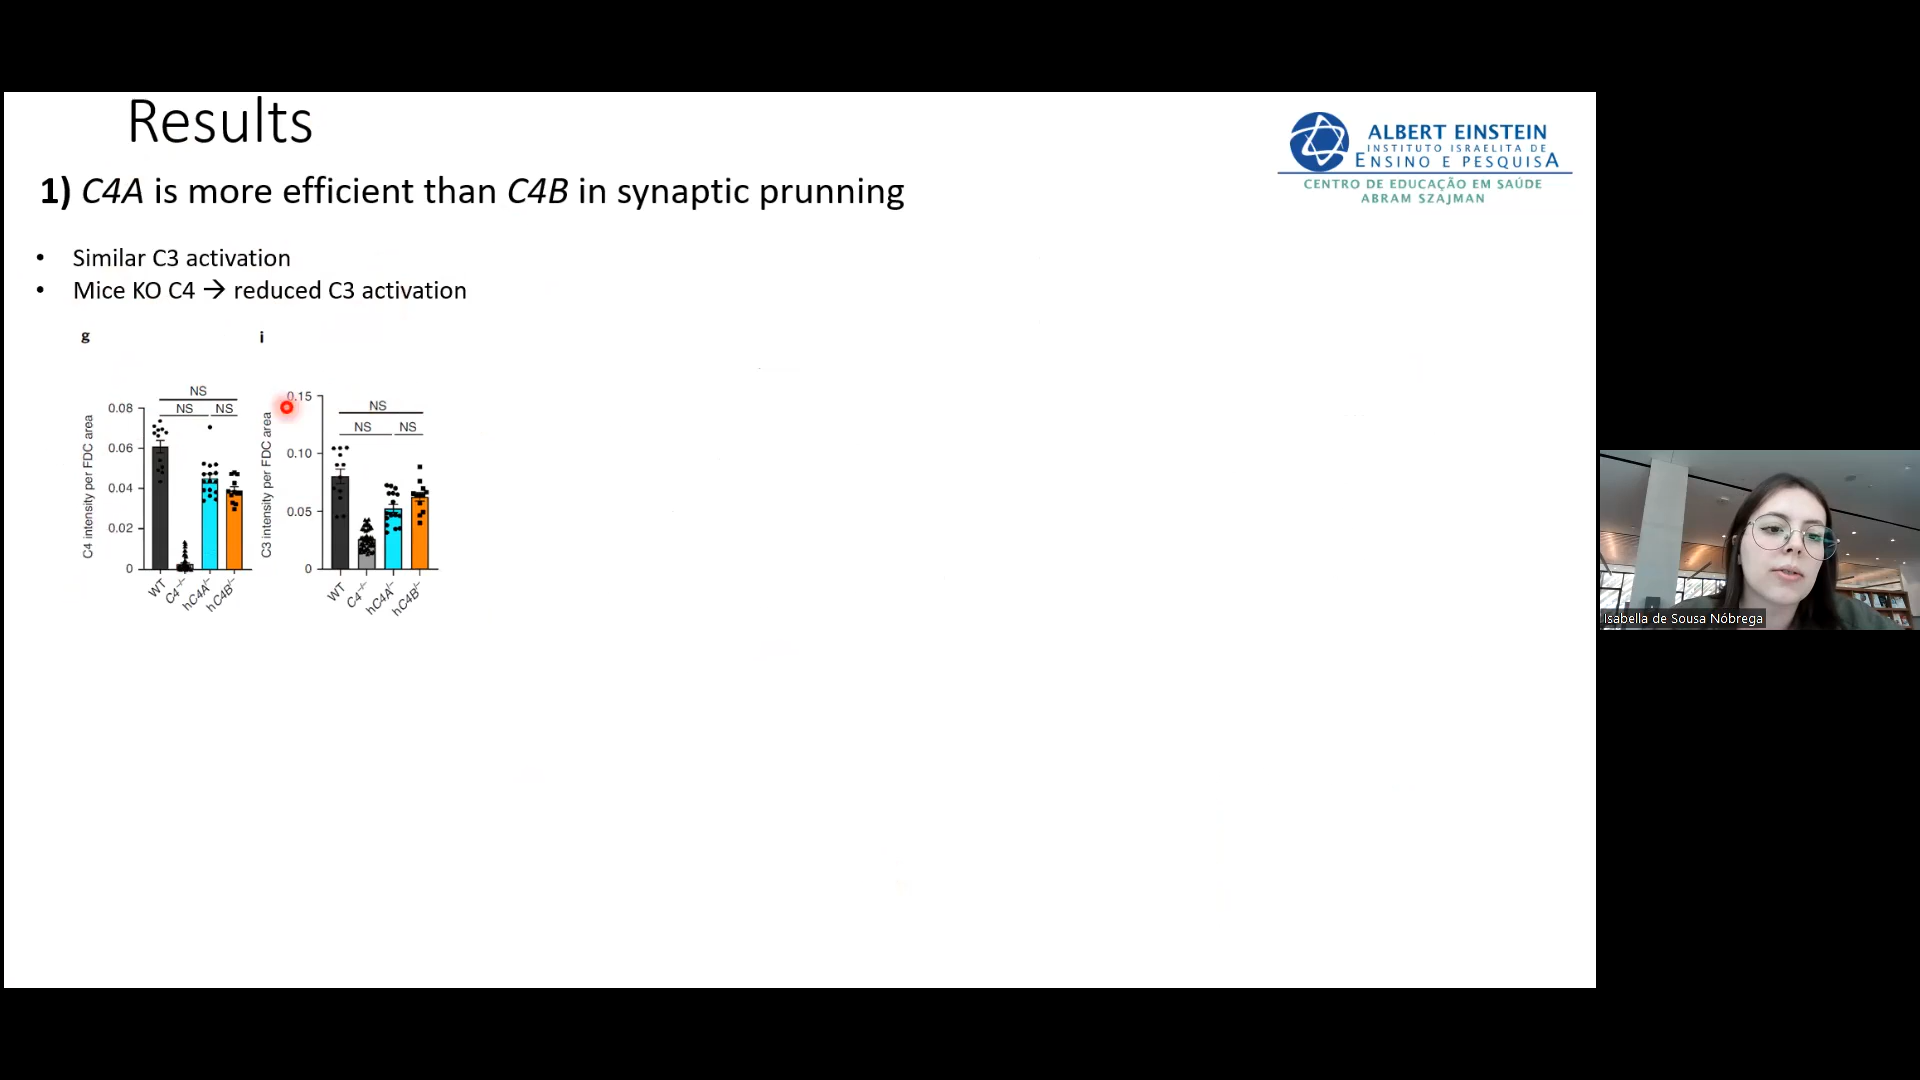 Results
ALBERT EINSTEIN
INSTITUTO ISRAELITA DE
ENSINO E PESQUISA
CENTRO DE EDUCAÇÃO EM SAÚDE
ABRAM SZAJMAN
1) C4A is more efficient than C4B in synaptic prunning
• Similar C3 activation
• Mice KO C4 → reduced C3 activation
g
NS
NS NS
0.08
0.06
0.04
0.02
0
C4 intensity per FDC area
WT
C4−/−
hC4A/−
hC4B/−
i
0.15
NS
NS NS
0.10
0.05
0
C3 intensity per FDC area
WT
C4−/−
hC4A/−
hC4B/−
Isabella de Sousa Nóbrega